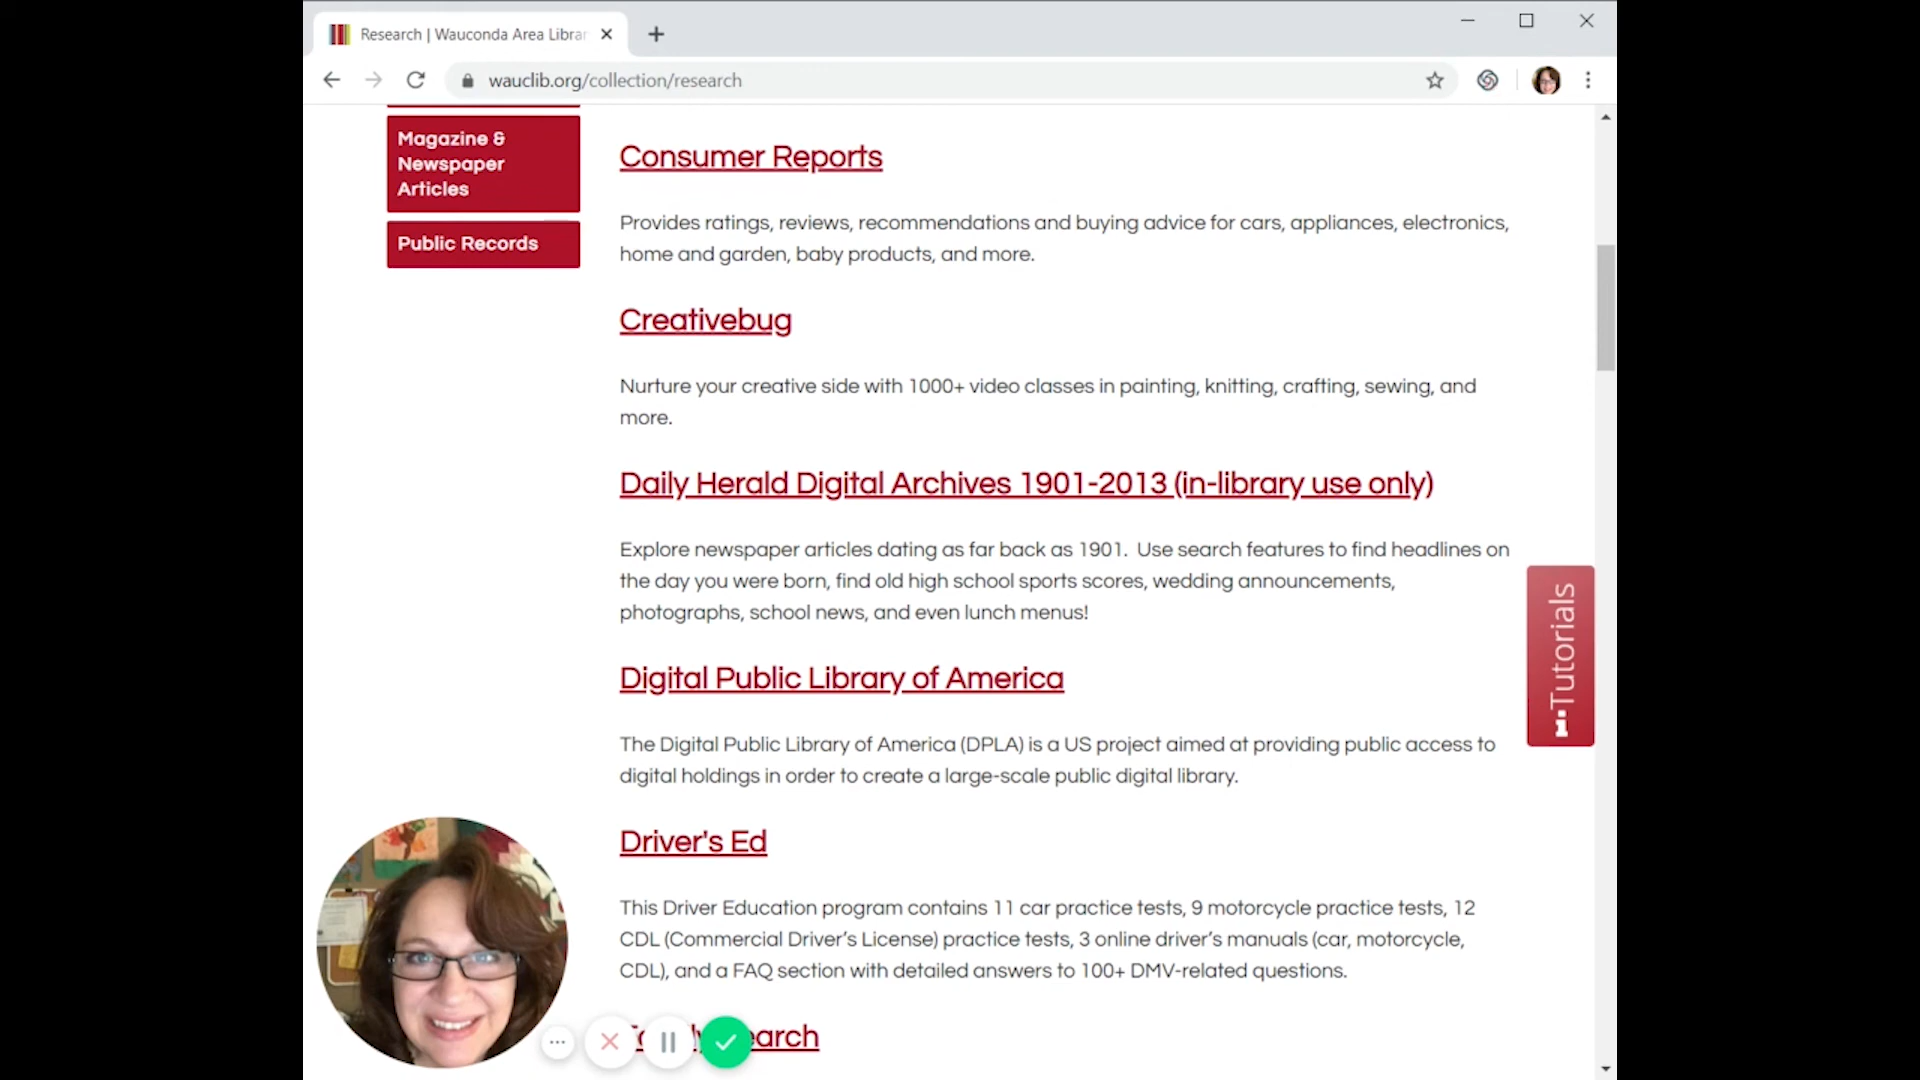 Research | Wauconda Area Librar
wauclib.org/collection/research
Magazine &
Newspaper
Articles
Public Records
Consumer Reports
Provides ratings, reviews, recommendations and buying advice for cars, appliances, electronics,
home and garden, baby products, and more.
Creativebug
Nurture your creative side with 1000+ video classes in painting, knitting, crafting, sewing, and
more.
Daily Herald Digital Archives 1901-2013 (in-library use only)
Explore newspaper articles dating as far back as 1901.  Use search features to find headlines on
the day you were born, find old high school sports scores, wedding announcements,
photographs, school news, and even lunch menus!
Digital Public Library of America
The Digital Public Library of America (DPLA) is a US project aimed at providing public access to
digital holdings in order to create a large-scale public digital library.
Driver's Ed
This Driver Education program contains 11 car practice tests, 9 motorcycle practice tests, 12
CDL (Commercial Driver’s License) practice tests, 3 online driver’s manuals (car, motorcycle,
CDL), and a FAQ section with detailed answers to 100+ DMV-related questions.
Tutorials